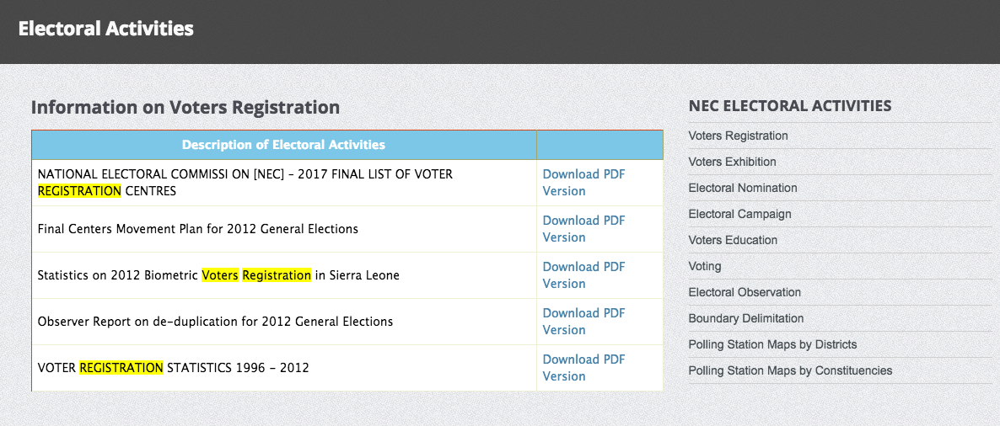 Electoral Activities
Information on Voters Registration
Description of Electoral Activities
NATIONAL ELECTORAL COMMISSI ON [NEC] – 2017 FINAL LIST OF VOTER
REGISTRATION CENTRES
Download PDF
Version
Final Centers Movement Plan for 2012 General Elections
Download PDF
Version
Statistics on 2012 Biometric Voters Registration in Sierra Leone
Download PDF
Version
Observer Report on de-duplication for 2012 General Elections
Download PDF
Version
VOTER REGISTRATION STATISTICS 1996 – 2012
Download PDF
Version
NEC ELECTORAL ACTIVITIES
Voters Registration
Voters Exhibition
Electoral Nomination
Electoral Campaign
Voters Education
Voting
Electoral Observation
Boundary Delimitation
Polling Station Maps by Districts
Polling Station Maps by Constituencies